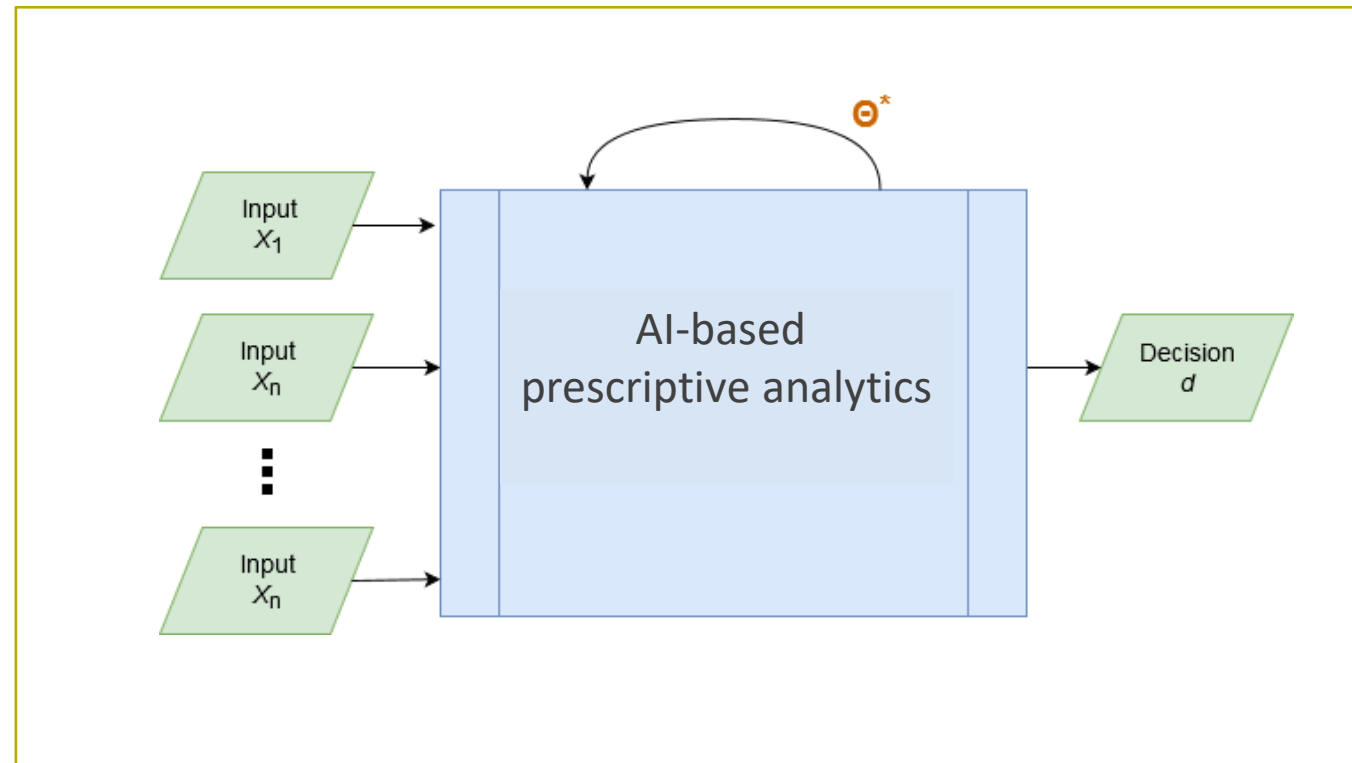 Θ*
Input
X1
Input
Xn
AI-based
prescriptive analytics
Decision
d
Input
Xn